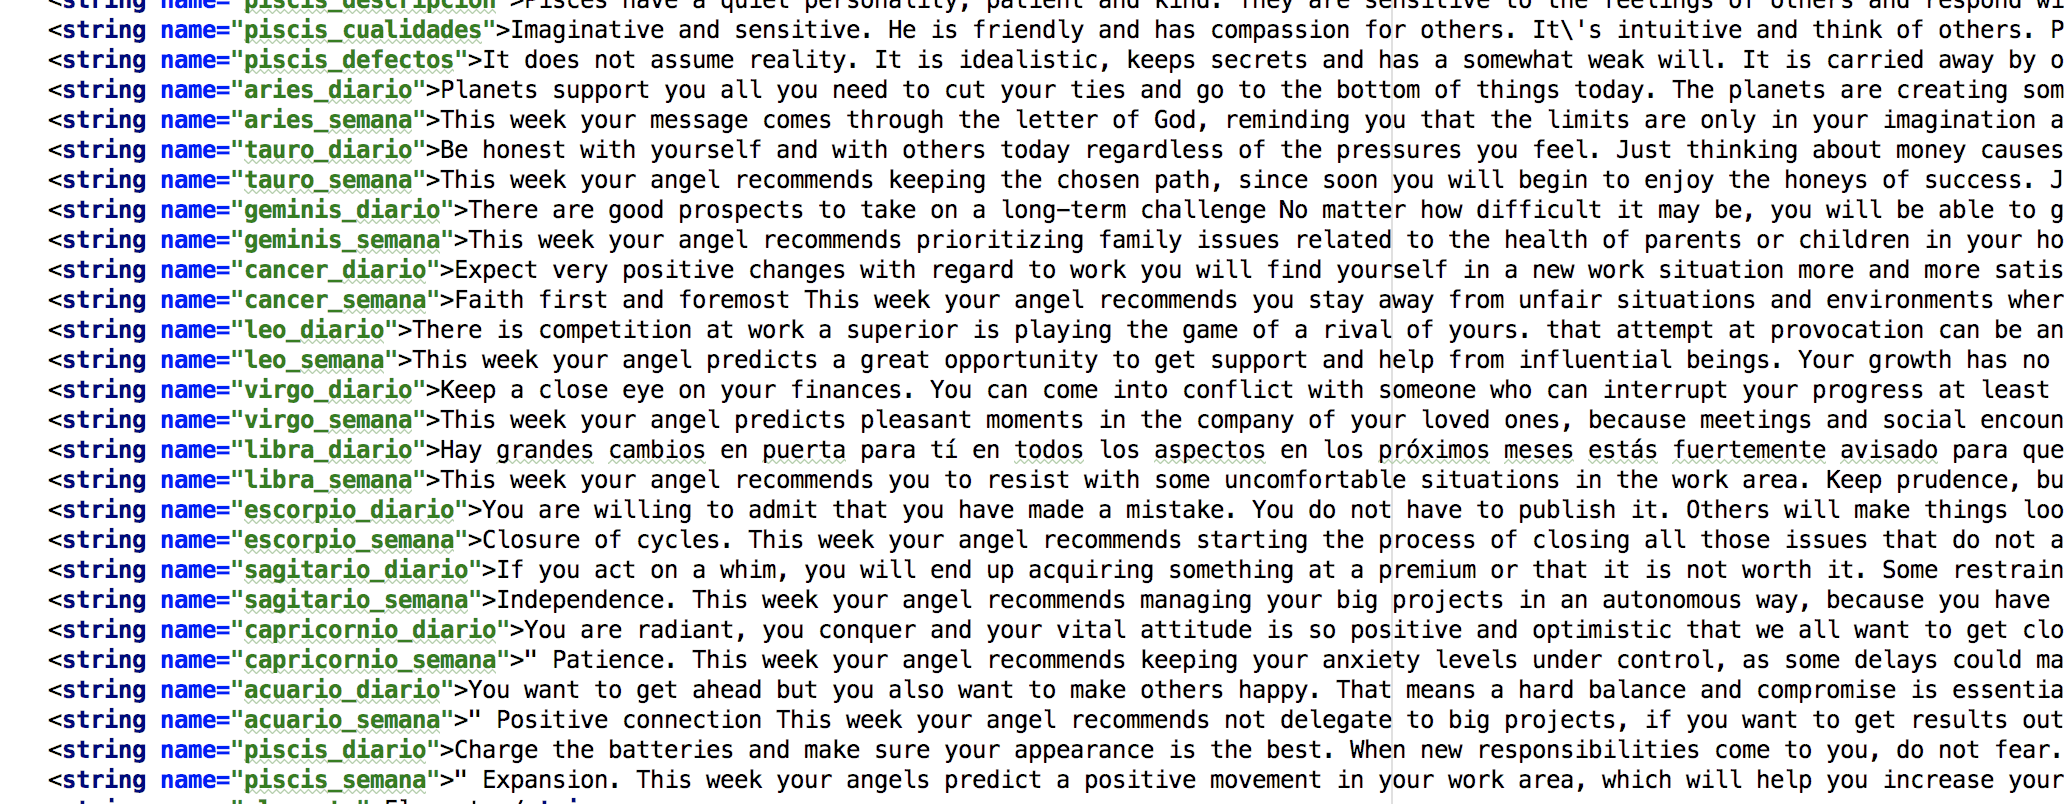 <string name="piscis_descripcion">Pisces have a quiet personality, patient and kind. They are sensitive to the feelings of others and respond wi
<string name="piscis_cualidades">Imaginative and sensitive. He is friendly and has compassion for others. It\'s intuitive and think of others. P
<string name="piscis_defectos">It does not assume reality. It is idealistic, keeps secrets and has a somewhat weak will. It is carried away by o
<string name="aries_diario">Planets support you all you need to cut your ties and go to the bottom of things today. The planets are creating som
<string name="aries_semana">This week your message comes through the letter of God, reminding you that the limits are only in your imagination a
<string name="tauro_diario">Be honest with yourself and with others today regardless of the pressures you feel. Just thinking about money causes
<string name="tauro_semana">This week your angel recommends keeping the chosen path, since soon you will begin to enjoy the honeys of success. J
<string name="geminis_diario">There are good prospects to take on a long-term challenge No matter how difficult it may be, you will be able to g
<string name="geminis_semana">This week your angel recommends prioritizing family issues related to the health of parents or children in your ho
<string name="cancer_diario">Expect very positive changes with regard to work you will find yourself in a new work situation more and more satis
<string name="cancer_semana">Faith first and foremost This week your angel recommends you stay away from unfair situations and environments wher
<string name="leo_diario">There is competition at work a superior is playing the game of a rival of yours. that attempt at provocation can be an
<string name="leo_semana">This week your angel predicts a great opportunity to get support and help from influential beings. Your growth has no
<string name="virgo_diario">Keep a close eye on your finances. You can come into conflict with someone who can interrupt your progress at least
<string name="virgo_semana">This week your angel predicts pleasant moments in the company of your loved ones, because meetings and social encoun
<string name="libra_diario">Hay grandes cambios en puerta para tí en todos los aspectos en los próximos meses estás fuertemente avisado para que
<string name="libra_semana">This week your angel recommends you to resist with some uncomfortable situations in the work area. Keep prudence, bu
<string name="escorpio_diario">You are willing to admit that you have made a mistake. You do not have to publish it. Others will make things loo
<string name="escorpio_semana">Closure of cycles. This week your angel recommends starting the process of closing all those issues that do not a
<string name="sagitario_diario">If you act on a whim, you will end up acquiring something at a premium or that it is not worth it. Some restrain
<string name="sagitario_semana">Independence. This week your angel recommends managing your big projects in an autonomous way, because you have
<string name="capricornio_diario">You are radiant, you conquer and your vital attitude is so positive and optimistic that we all want to get clo
<string name="capricornio_semana">" Patience. This week your angel recommends keeping your anxiety levels under control, as some delays could ma
<string name="acuario_diario">You want to get ahead but you also want to make others happy. That means a hard balance and compromise is essentia
<string name="acuario_semana">" Positive connection This week your angel recommends not delegate to big projects, if you want to get results out
<string name="piscis_diario">Charge the batteries and make sure your appearance is the best. When new responsibilities come to you, do not fear.
<string name="piscis_semana">" Expansion. This week your angels predict a positive movement in your work area, which will help you increase your